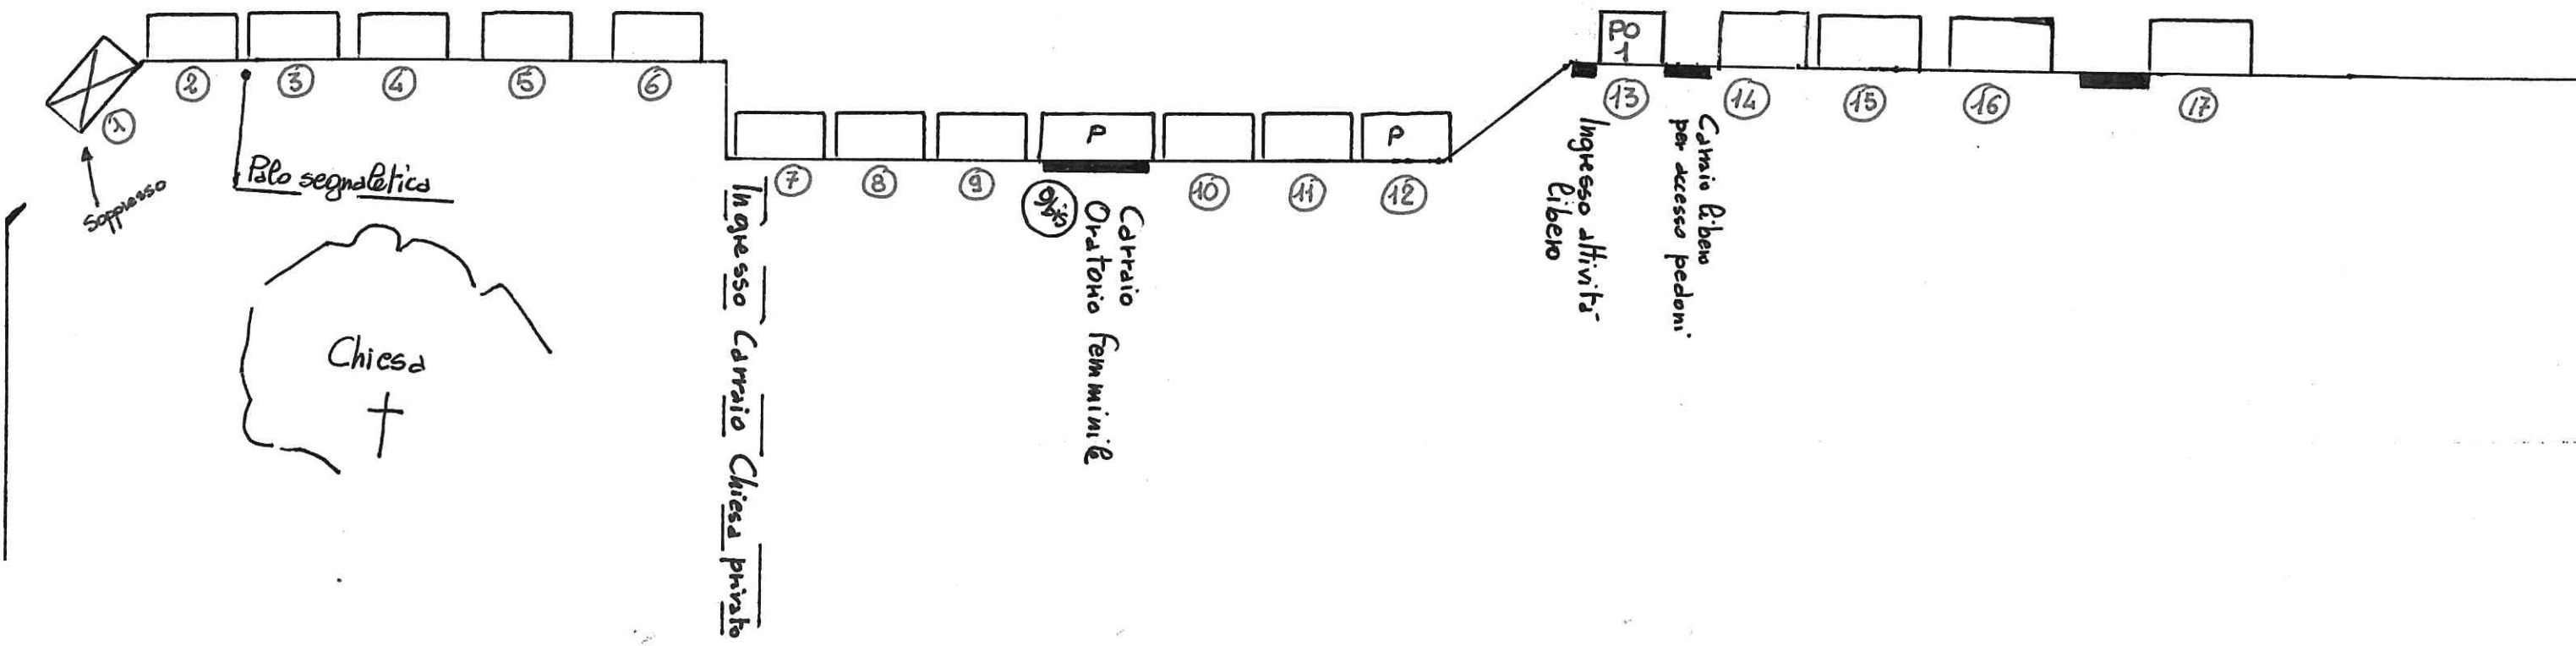 PO
1
1
2
3
4
5
6
13
14
15
16
17
P
P
7
8
9
9bis
10
11
12
Soppresso
Palo segnaletica
Chiesa
Ingresso Carraio Chiesa privato
Carraio
Oratorio femminile
Ingresso attività
libero
Carraio libero
per accesso pedoni